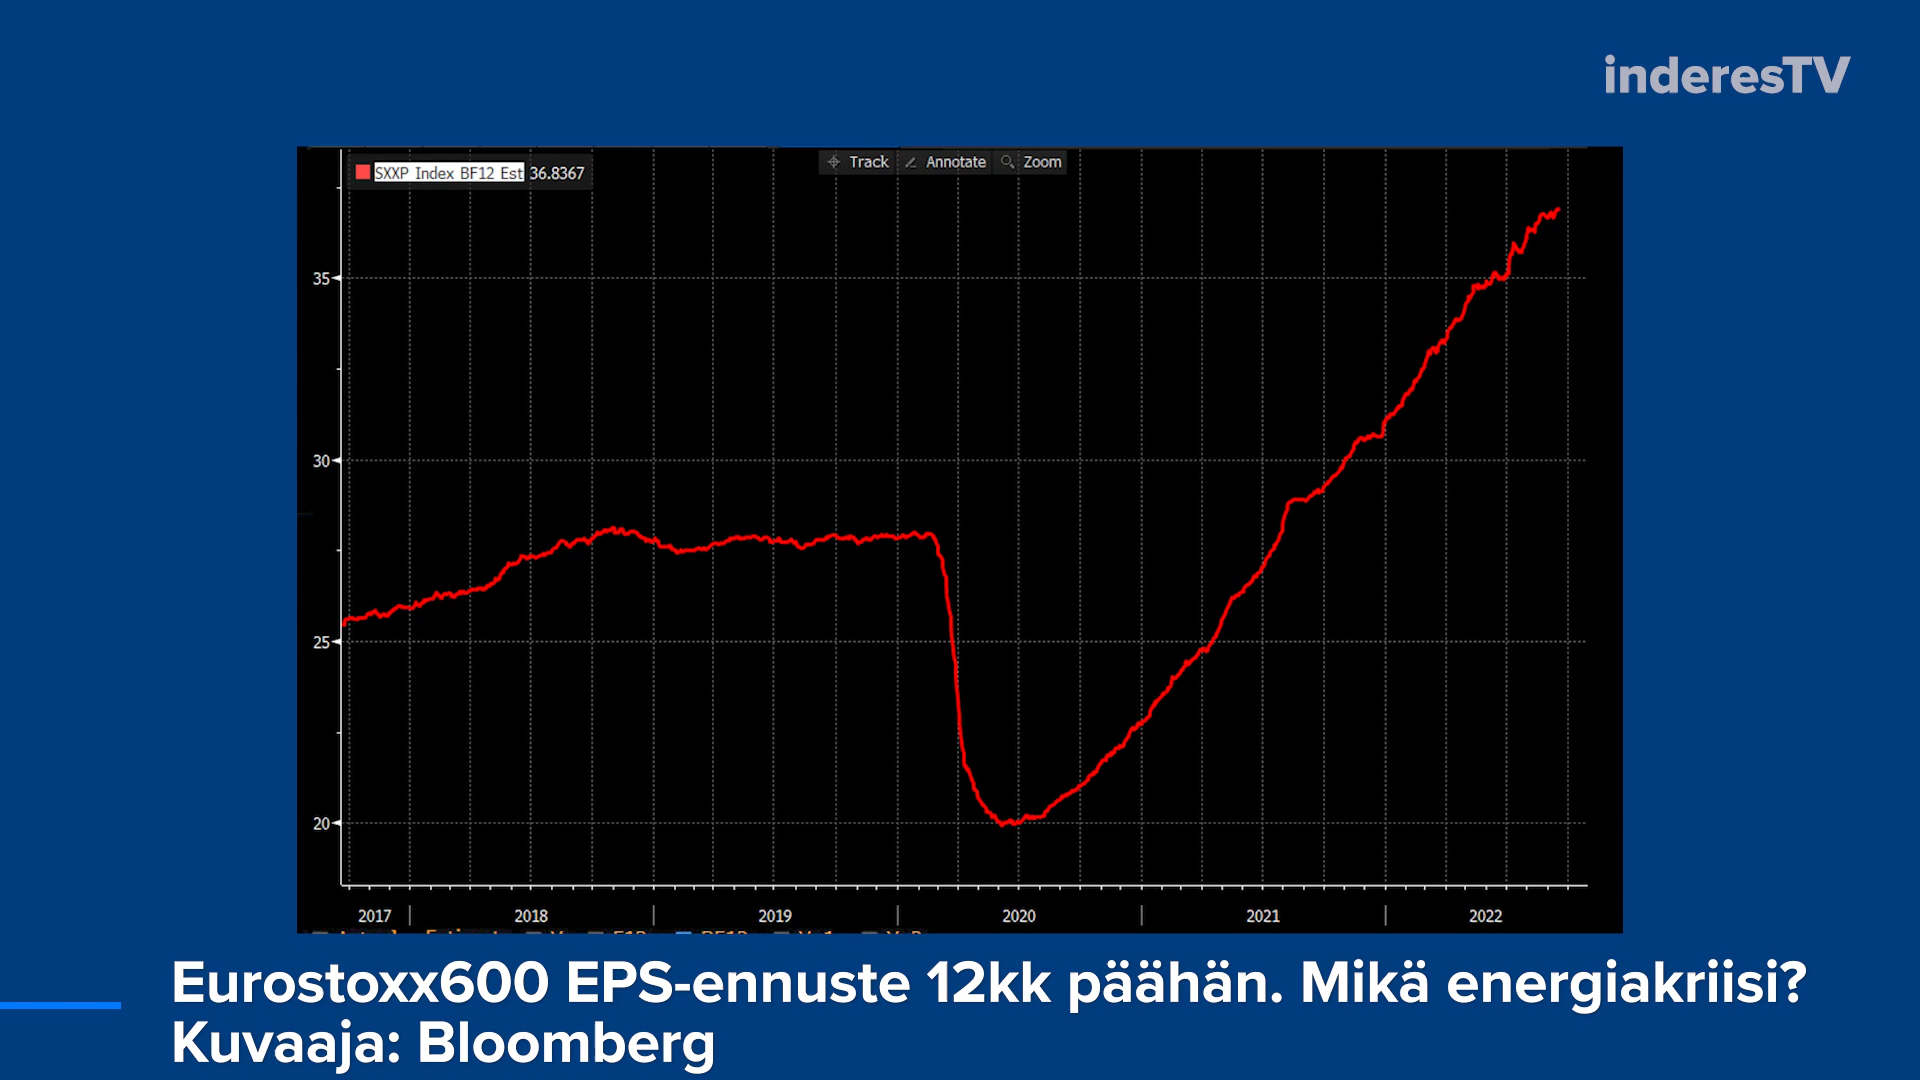 inderesTV
SXXP Index BF12 Est 36.8367
Track Annotate Zoom
35
30
25
20
2017 2018 2019 2020 2021 2022
Eurostoxx600 EPS-ennuste 12kk päähän. Mikä energiakriisi?
Kuvaaja: Bloomberg